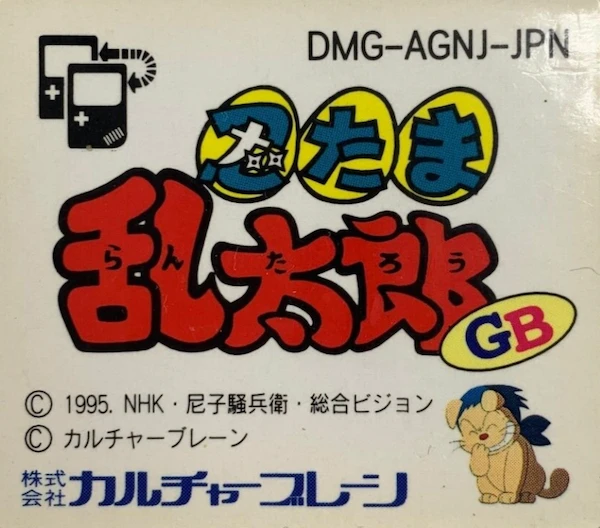 DMG-AGNJ-JPN
忍たま
乱太郎
らんたろう
GB
© 1995. NHK・尼子騒兵衛・総合ビジョン
© カルチャーブレーン
株式会社 カルチャーブレーン